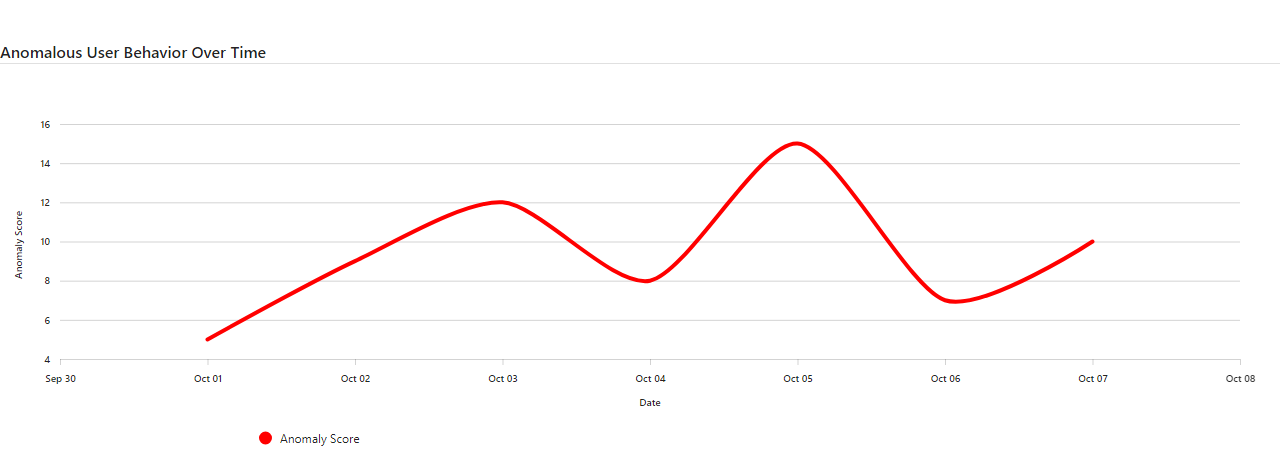 Anomalous User Behavior Over Time
16
14
12
10
8
6
4
Anomaly Score
Sep 30 Oct 01 Oct 02 Oct 03 Oct 04 Oct 05 Oct 06 Oct 07 Oct 08
Date
Anomaly Score